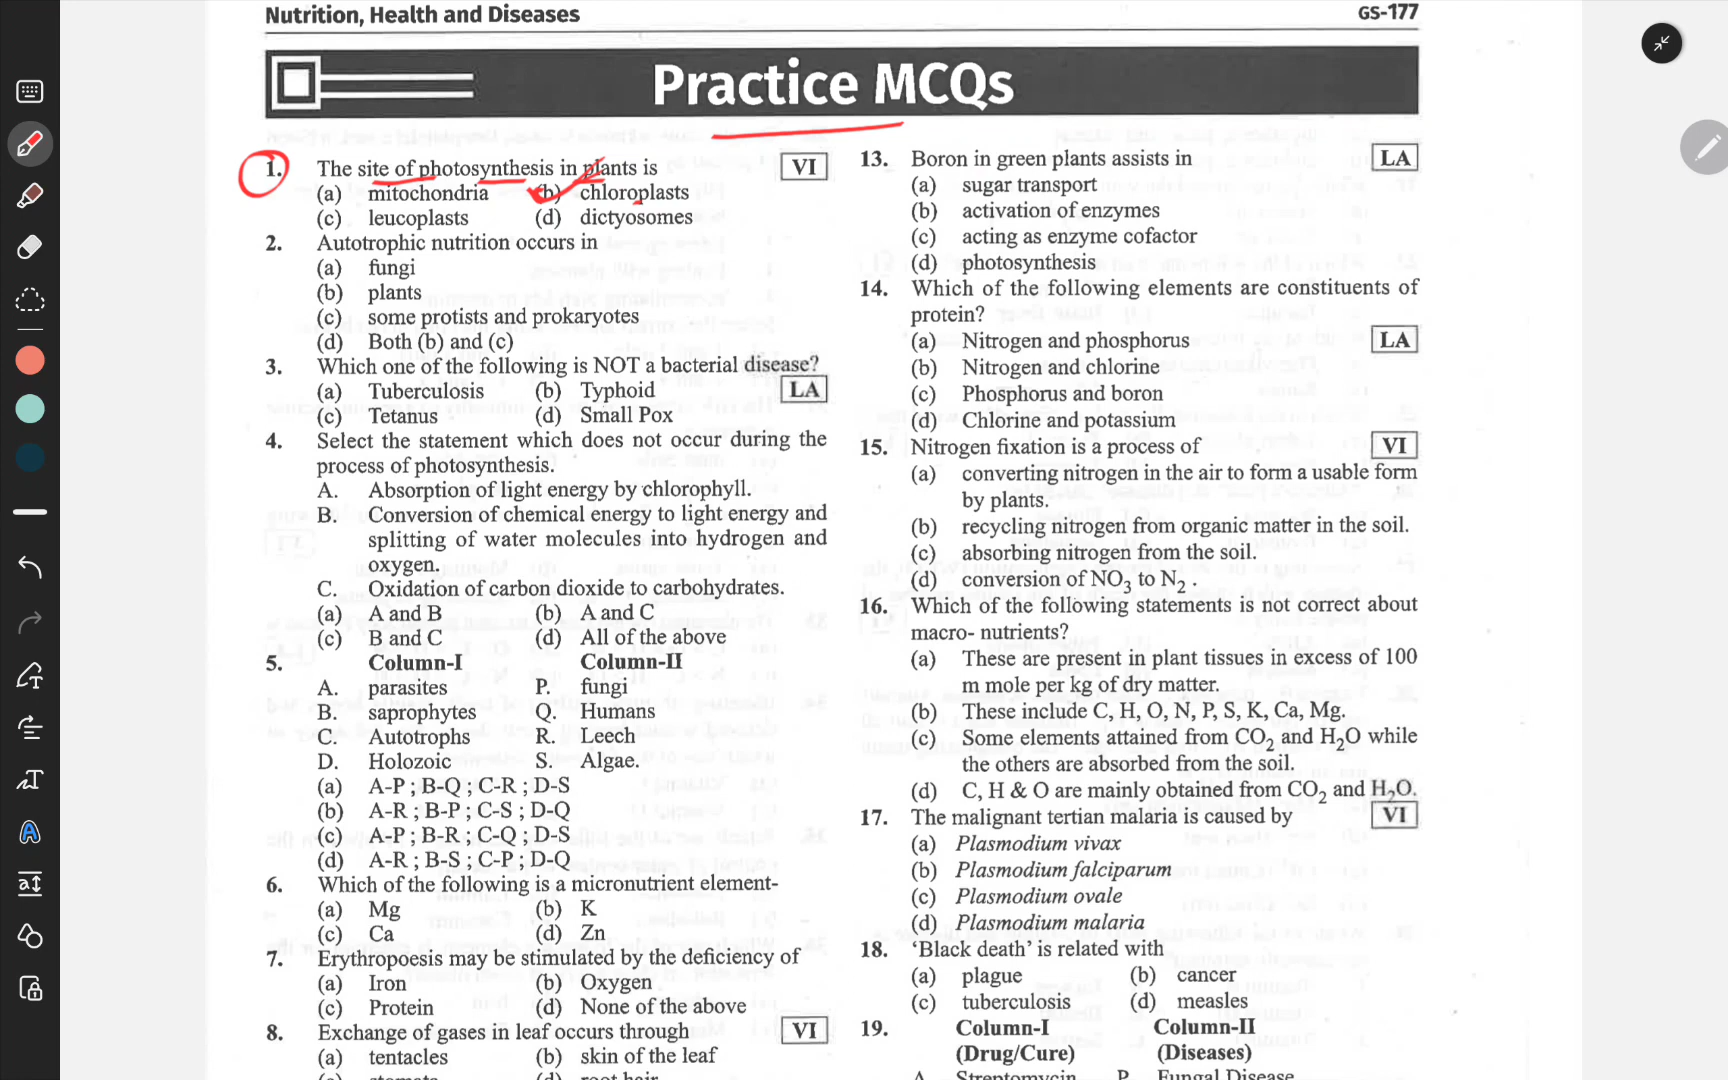 Nutrition, Health and Diseases
GS-177
Practice MCQs
1. The site of photosynthesis in plants is VI
(a) mitochondria (b) chloroplasts
(c) leucoplasts (d) dictyosomes
2. Autotrophic nutrition occurs in
(a) fungi
(b) plants
(c) some protists and prokaryotes
(d) Both (b) and (c)
3. Which one of the following is NOT a bacterial disease?
(a) Tuberculosis (b) Typhoid LA
(c) Tetanus (d) Small Pox
4. Select the statement which does not occur during the
process of photosynthesis.
A. Absorption of light energy by chlorophyll.
B. Conversion of chemical energy to light energy and
splitting of water molecules into hydrogen and
oxygen.
C. Oxidation of carbon dioxide to carbohydrates.
(a) A and B (b) A and C
(c) B and C (d) All of the above
5. Column-I Column-II
A. parasites P. fungi
B. saprophytes Q. Humans
C. Autotrophs R. Leech
D. Holozoic S. Algae.
(a) A-P ; B-Q ; C-R ; D-S
(b) A-R ; B-P ; C-S ; D-Q
(c) A-P ; B-R ; C-Q ; D-S
(d) A-R ; B-S ; C-P ; D-Q
6. Which of the following is a micronutrient element-
(a) Mg (b) K
(c) Ca (d) Zn
7. Erythropoesis may be stimulated by the deficiency of
(a) Iron (b) Oxygen
(c) Protein (d) None of the above
8. Exchange of gases in leaf occurs through VI
(a) tentacles (b) skin of the leaf
(c) stomata (d) root hair
13. Boron in green plants assists in LA
(a) sugar transport
(b) activation of enzymes
(c) acting as enzyme cofactor
(d) photosynthesis
14. Which of the following elements are constituents of
protein?
(a) Nitrogen and phosphorus LA
(b) Nitrogen and chlorine
(c) Phosphorus and boron
(d) Chlorine and potassium
15. Nitrogen fixation is a process of VI
(a) converting nitrogen in the air to form a usable form
by plants.
(b) recycling nitrogen from organic matter in the soil.
(c) absorbing nitrogen from the soil.
(d) conversion of NO3 to N2 .
16. Which of the following statements is not correct about
macro- nutrients?
(a) These are present in plant tissues in excess of 100
m mole per kg of dry matter.
(b) These include C, H, O, N, P, S, K, Ca, Mg.
(c) Some elements attained from CO2 and H2O while
the others are absorbed from the soil.
(d) C, H & O are mainly obtained from CO2 and H2O.
17. The malignant tertian malaria is caused by VI
(a) Plasmodium vivax
(b) Plasmodium falciparum
(c) Plasmodium ovale
(d) Plasmodium malaria
18. ‘Black death’ is related with
(a) plague (b) cancer
(c) tuberculosis (d) measles
19. Column-I Column-II
(Drug/Cure) (Diseases)
A. Streptomycin P. Fungal Disease